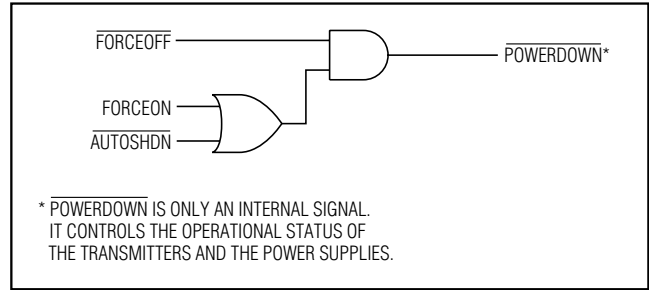 FORCEOFF
POWERDOWN*
FORCEON
AUTOSHDN
* POWERDOWN IS ONLY AN INTERNAL SIGNAL.
IT CONTROLS THE OPERATIONAL STATUS OF
THE TRANSMITTERS AND THE POWER SUPPLIES.